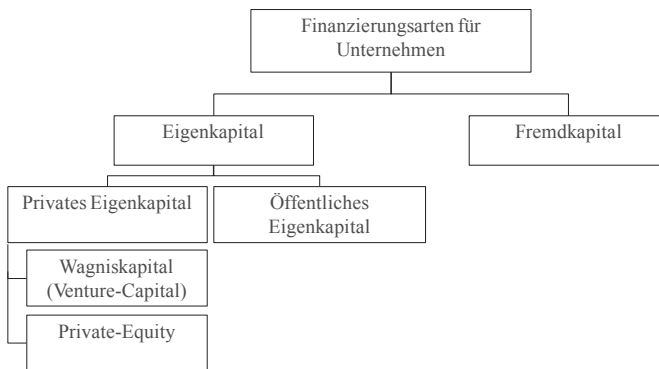 Finanzierungsarten für
Unternehmen
Eigenkapital
Fremdkapital
Privates Eigenkapital
Öffentliches
Eigenkapital
Wagniskapital
(Venture-Capital)
Private-Equity